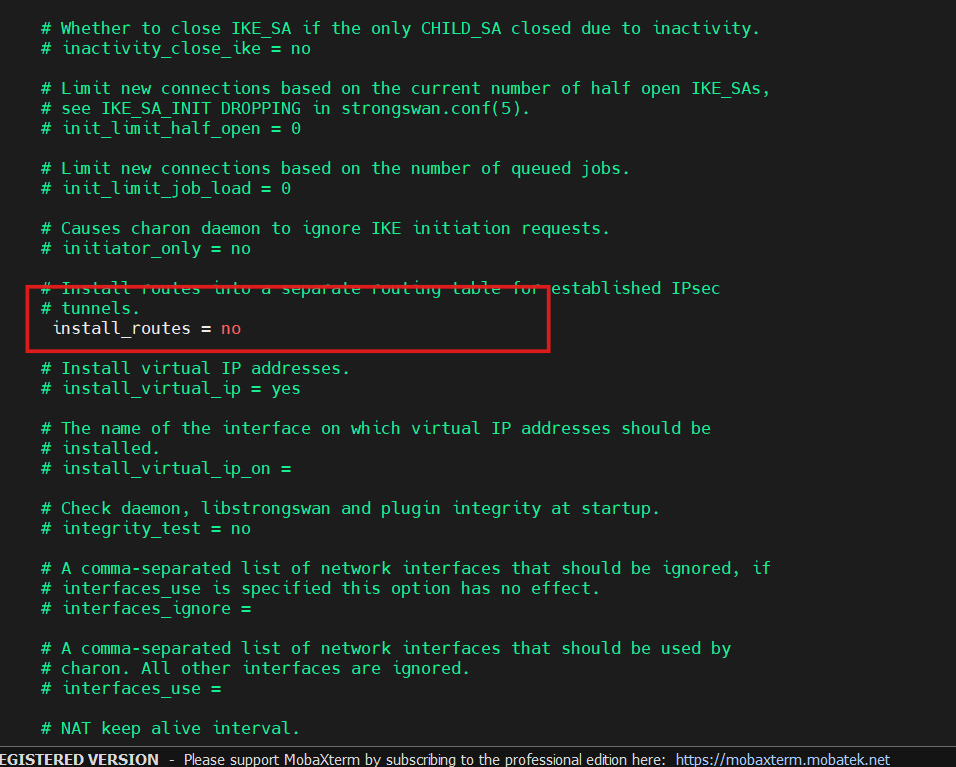 # Whether to close IKE_SA if the only CHILD_SA closed due to inactivity.
# inactivity_close_ike = no
# Limit new connections based on the current number of half open IKE_SAs,
# see IKE_SA_INIT DROPPING in strongswan.conf(5).
# init_limit_half_open = 0
# Limit new connections based on the number of queued jobs.
# init_limit_job_load = 0
# Causes charon daemon to ignore IKE initiation requests.
# initiator_only = no
# Install routes into a separate routing table for established IPsec
# tunnels.
install_routes = no
# Install virtual IP addresses.
# install_virtual_ip = yes
# The name of the interface on which virtual IP addresses should be
# installed.
# install_virtual_ip_on =
# Check daemon, libstrongswan and plugin integrity at startup.
# integrity_test = no
# A comma-separated list of network interfaces that should be ignored, if
# interfaces_use is specified this option has no effect.
# interfaces_ignore =
# A comma-separated list of network interfaces that should be used by
# charon. All other interfaces are ignored.
# interfaces_use =
# NAT keep alive interval.
EGISTERED VERSION - Please support MobaXterm by subscribing to the professional edition here: https://mobaxterm.mobatek.net